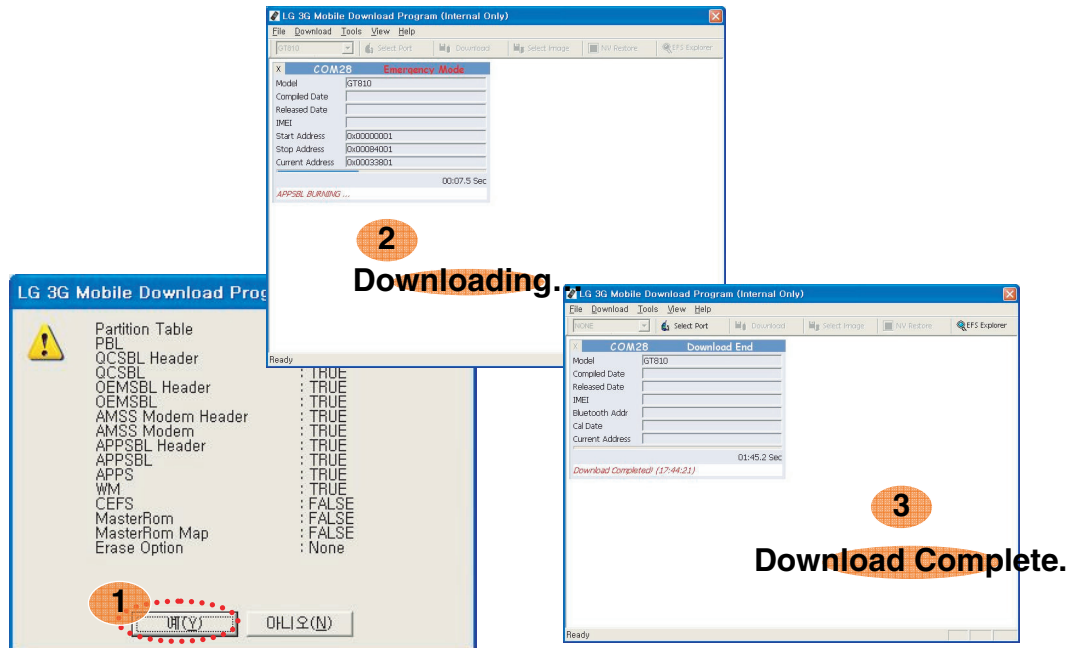 LG 3G Mobile Download Program (Internal Only)
File Download Tools View Help
GT810 Select Port Download Select Image NV Restore EFS Explorer
X COM28 Emergency Mode
Model GT810
Compiled Date
Released Date
IMEI
Start Address 0x00000001
Stop Address 0x00084001
Current Address 0x00033801
00:07.5 Sec
APPSBL BURNING ...
Ready
2
Downloading...
LG 3G Mobile Download Prog
Partition Table
PBL
QCSBL Header
QCSBL : TRUE
OEMSBL Header : TRUE
OEMSBL : TRUE
AMSS Modem Header : TRUE
AMSS Modem : TRUE
APPSBL Header : TRUE
APPSBL : TRUE
APPS : TRUE
WM : TRUE
CEFS : FALSE
MasterRom : FALSE
MasterRom Map : FALSE
Erase Option : None
1
예(Y) 아니오(N)
LG 3G Mobile Download Program (Internal Only)
File Download Tools View Help
NONE Select Port Download Select Image NV Restore EFS Explorer
X COM28 Download End
Model GT810
Compiled Date
Released Date
IMEI
Bluetooth Addr
Cal Date
Current Address
01:45.2 Sec
Download Completed! (17:44:21)
3
Download Complete.
Ready